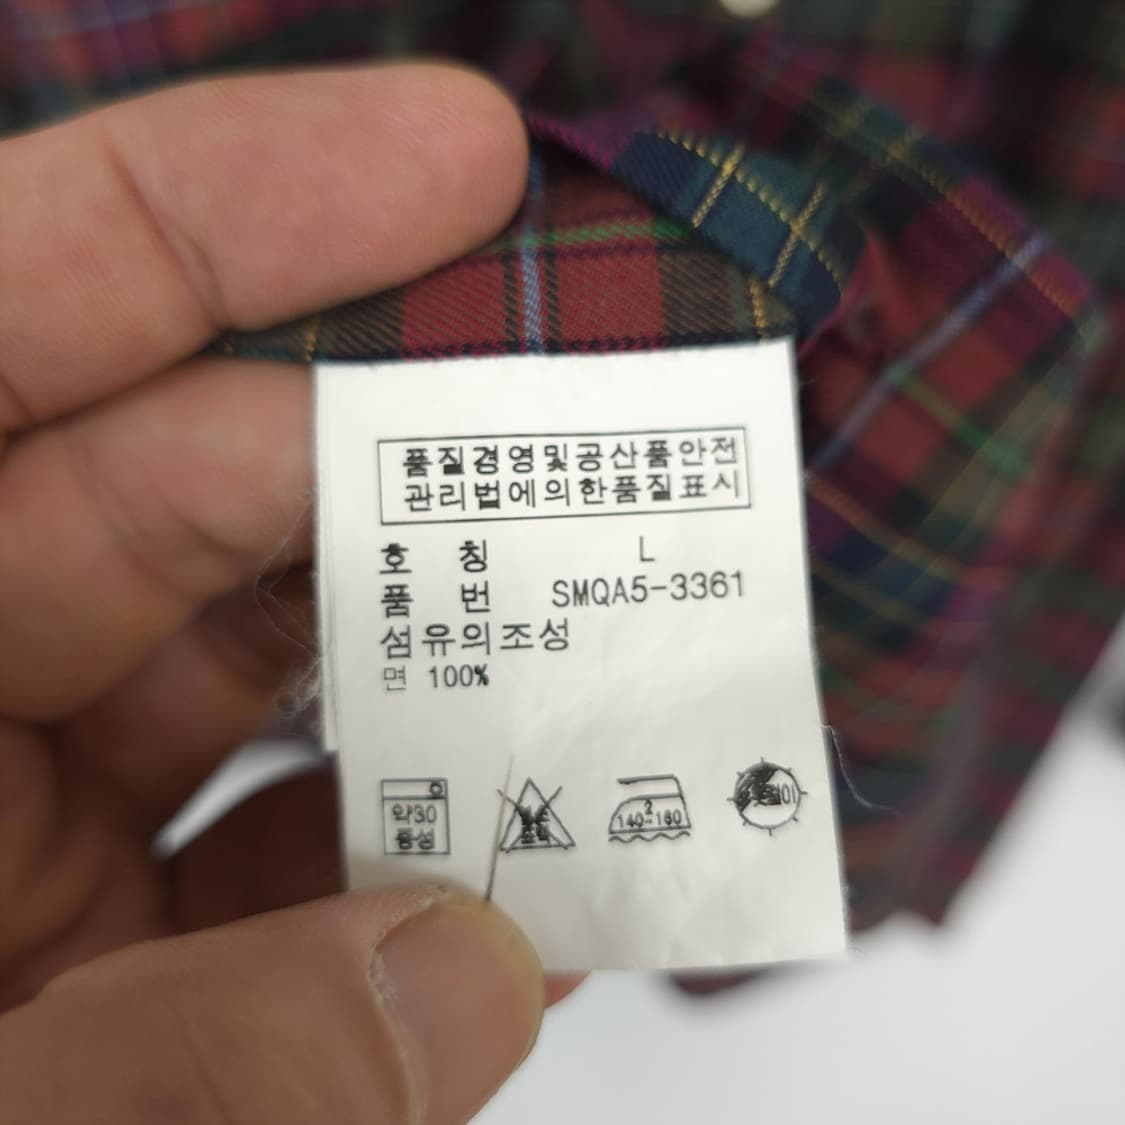 품질경영및공산품안전
관리법에의한품질표시
호 칭 L
품 번 SMQA5-3361
섬유의조성
면 100%
약30
중성
2
140~160